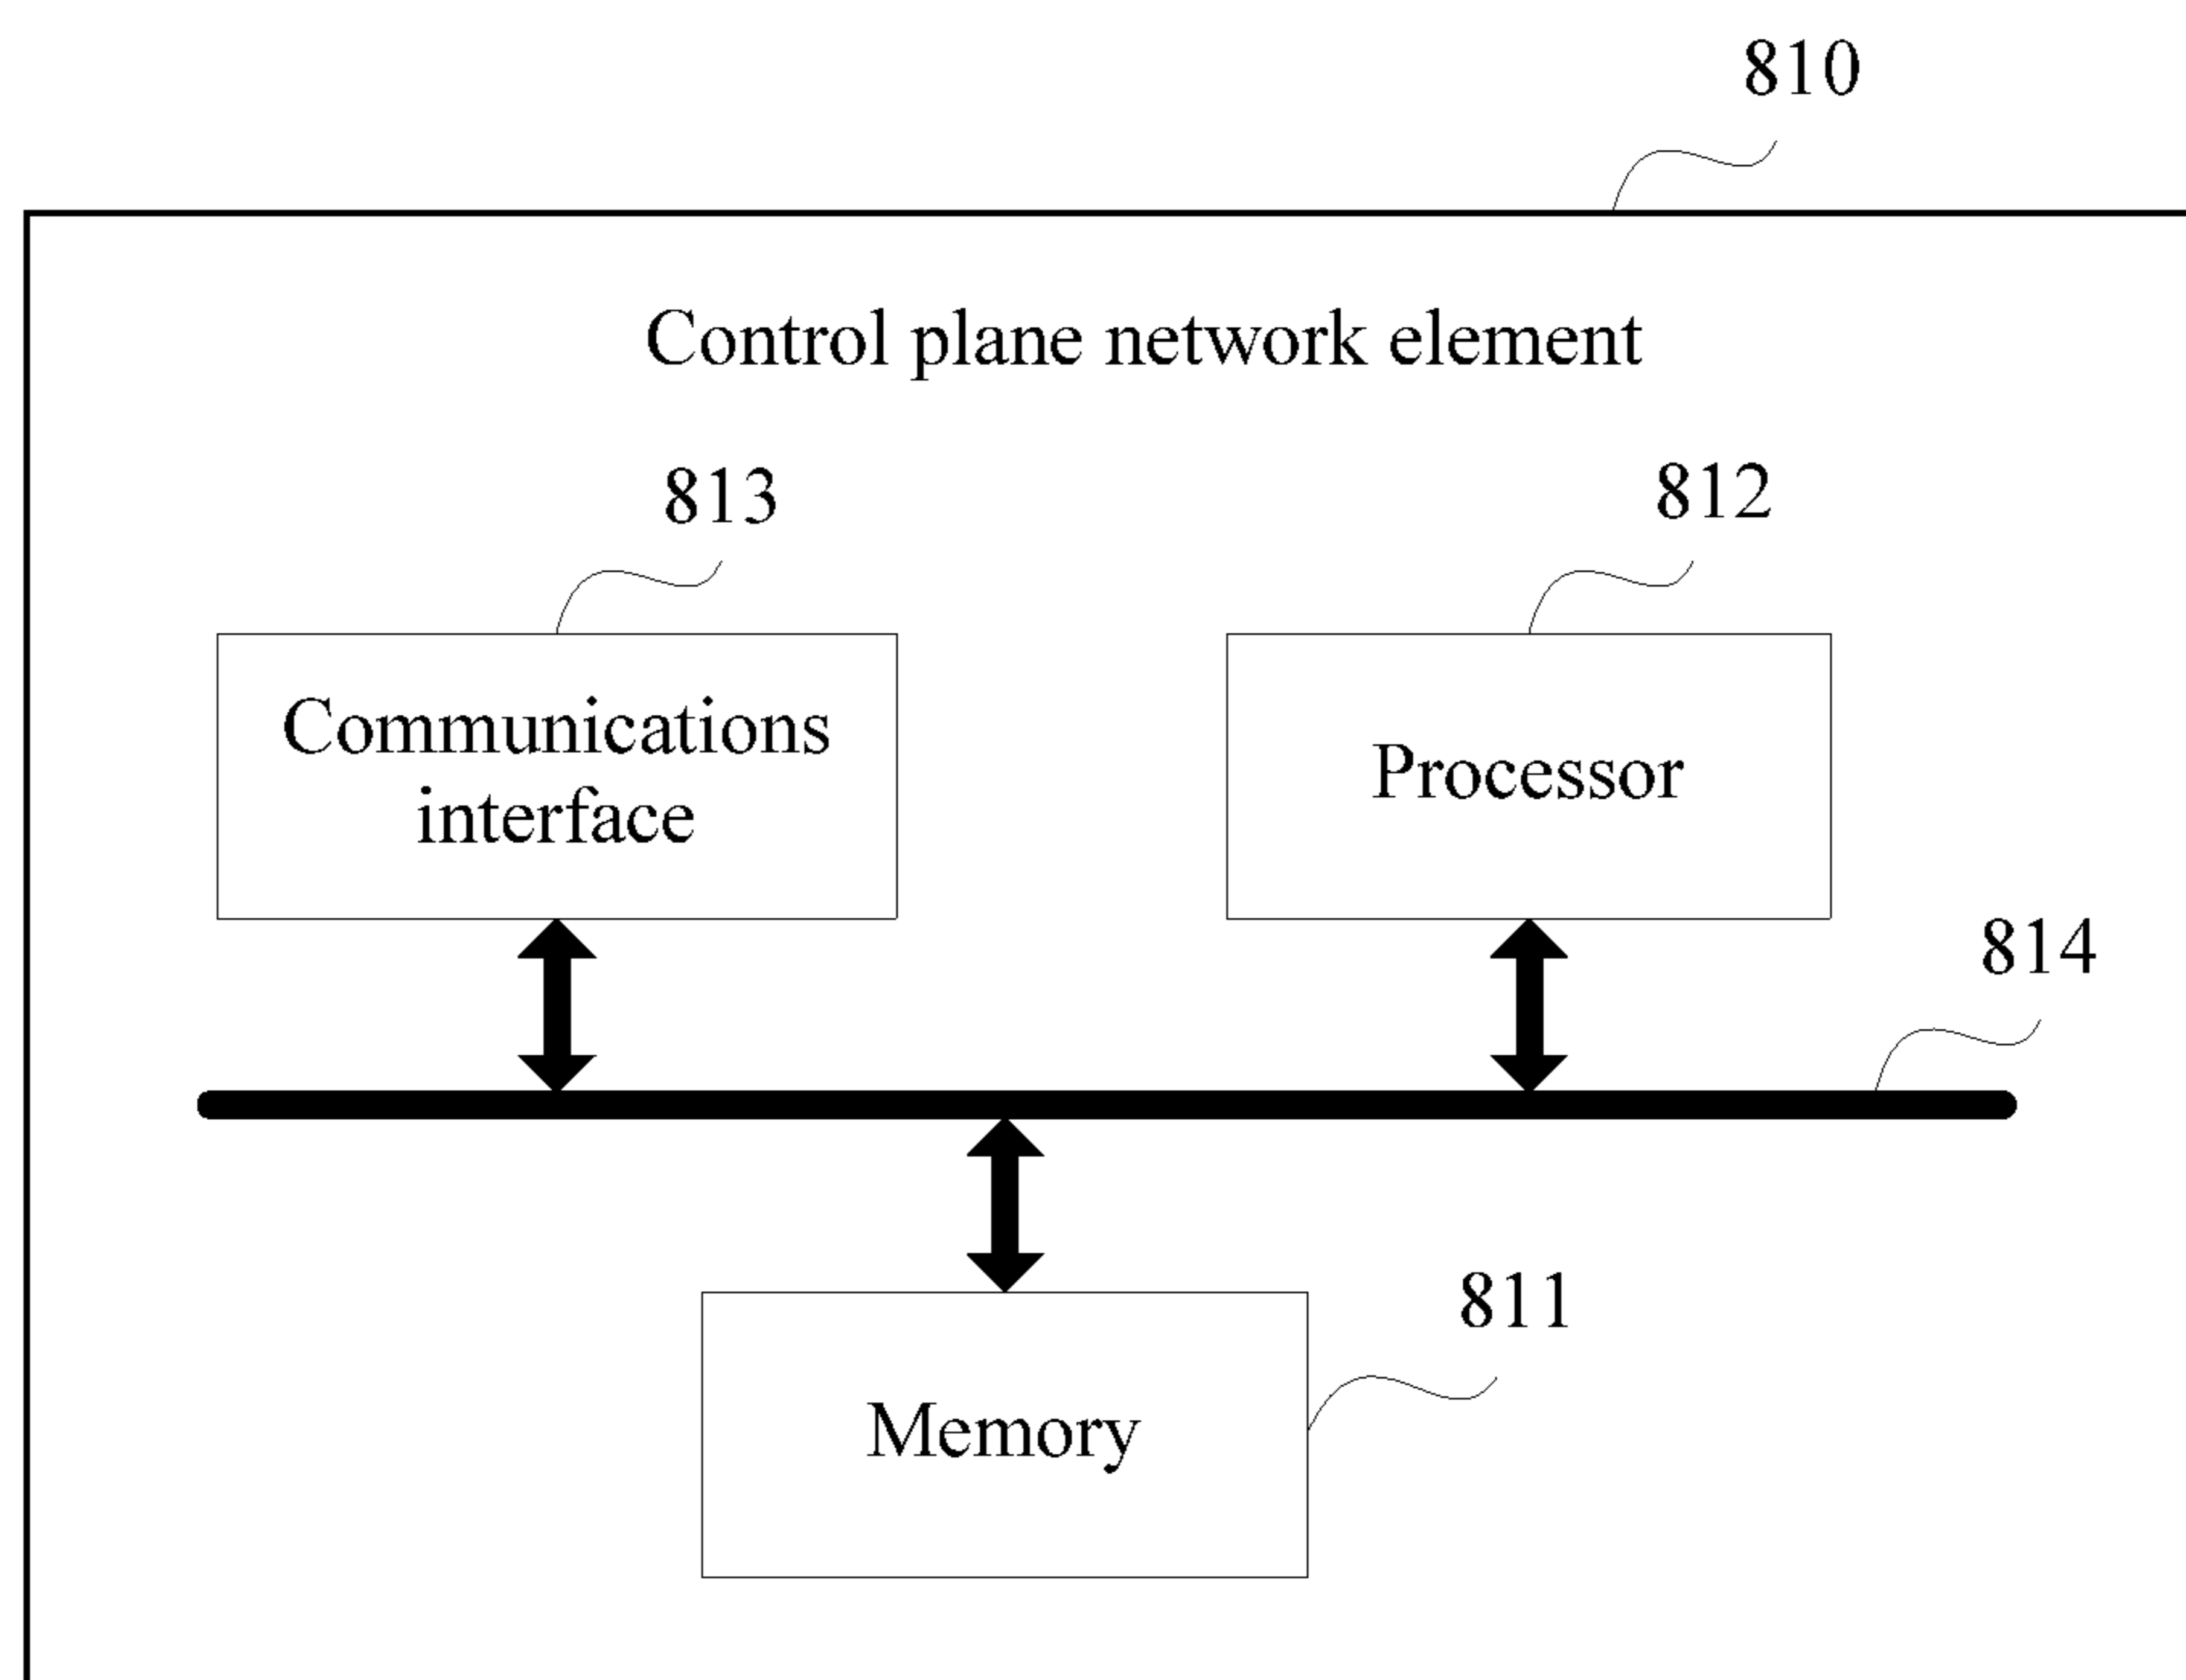 810
Control plane network element
813
812
Communications
interface
Processor
814
811
Memory